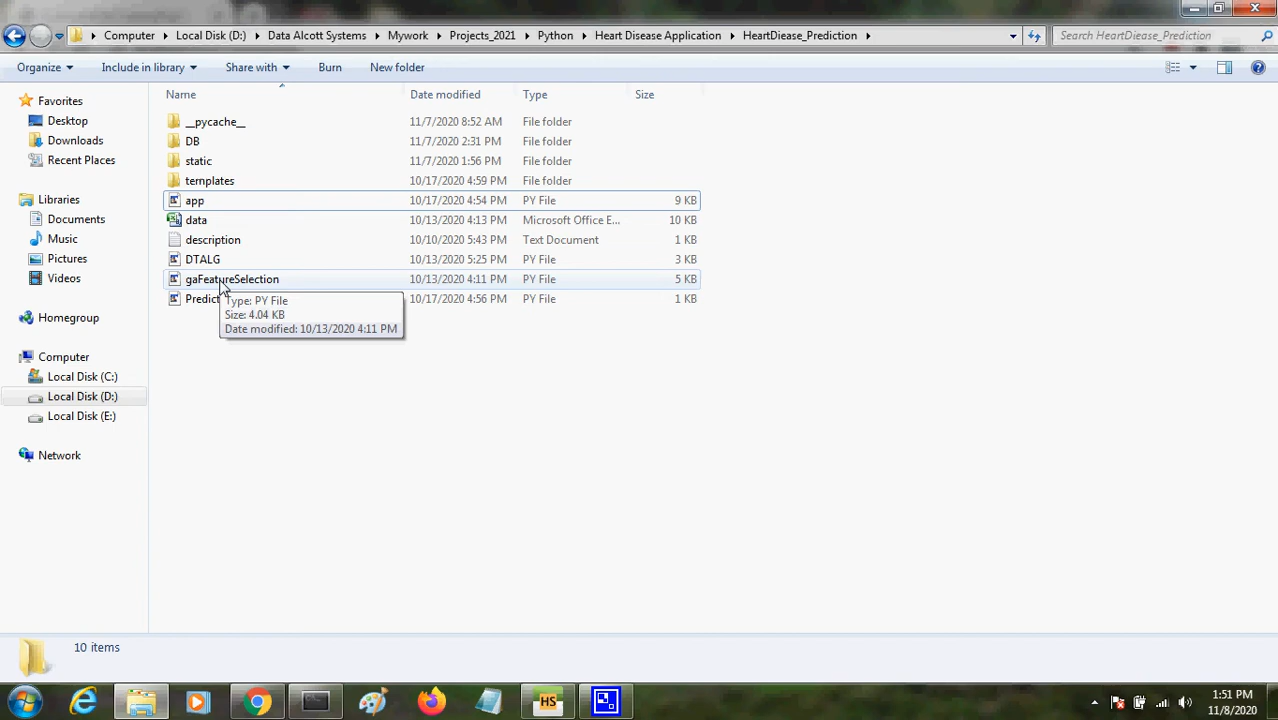 Computer Local Disk (D:) Data Alcott Systems Mywork Projects_2021 Python Heart Disease Application HeartDiease_Prediction Search HeartDiease_Prediction
Organize Include in library Share with Burn New folder
Name Date modified Type Size
Favorites
Desktop
Downloads
Recent Places
Libraries
Documents
Music
Pictures
Videos
Homegroup
Computer
Local Disk (C:)
Local Disk (D:)
Local Disk (E:)
Network
__pycache__ 11/7/2020 8:52 AM File folder
DB 11/7/2020 2:31 PM File folder
static 11/7/2020 1:56 PM File folder
templates 10/17/2020 4:59 PM File folder
app 10/17/2020 4:54 PM PY File 9 KB
data 10/13/2020 4:13 PM Microsoft Office E... 10 KB
description 10/10/2020 5:43 PM Text Document 1 KB
DTALG 10/13/2020 5:25 PM PY File 3 KB
gaFeatureSelection 10/13/2020 4:11 PM PY File 5 KB
Predict 10/17/2020 4:56 PM PY File 1 KB
Type: PY File
Size: 4.04 KB
Date modified: 10/13/2020 4:11 PM
10 items
HS
1:51 PM
11/8/2020